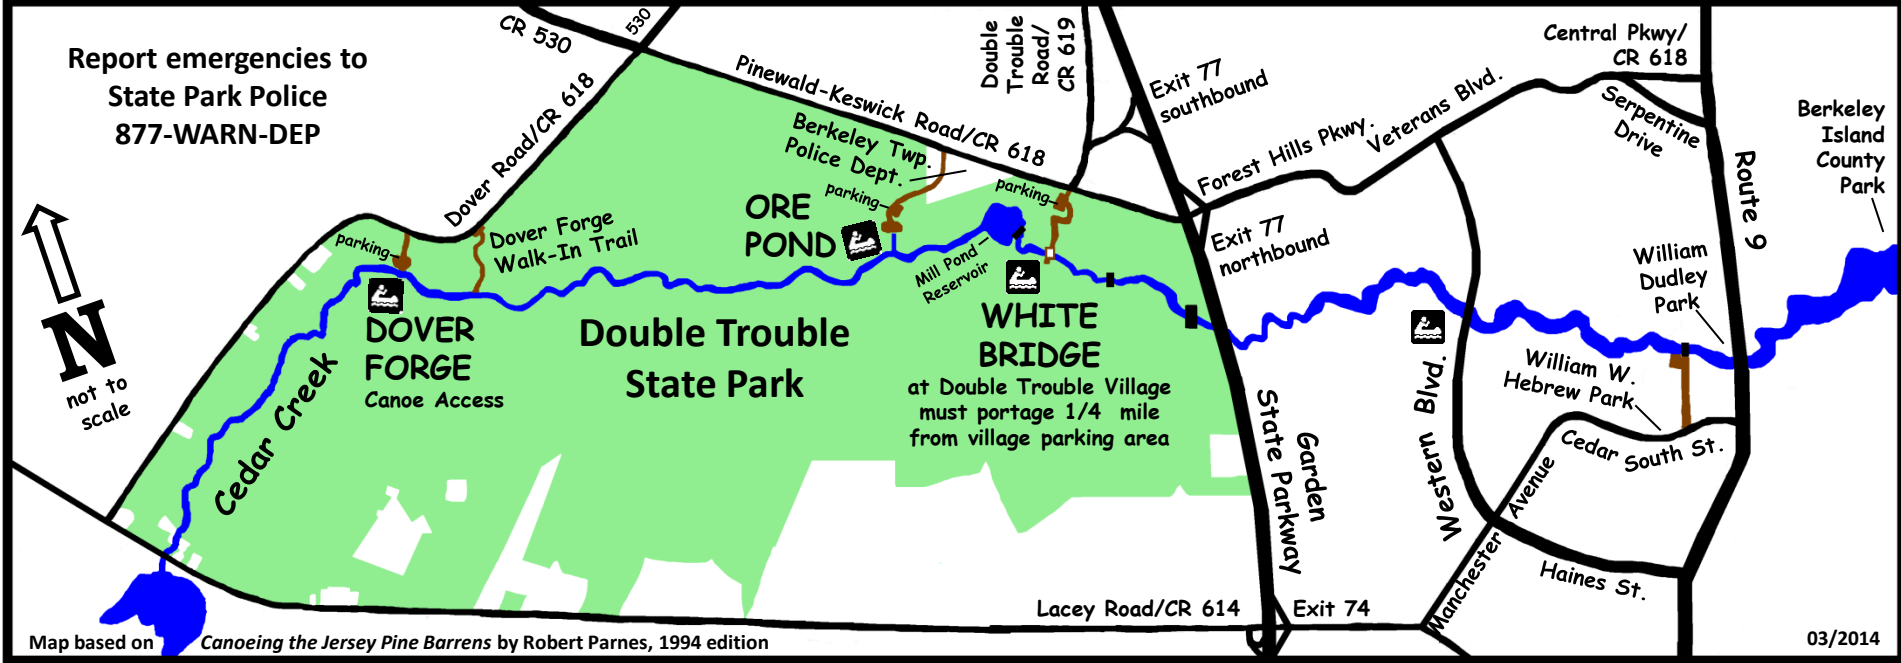 Report emergencies to
State Park Police
877-WARN-DEP
CR 530
530
Dover Road/CR 618
Pinewald-Keswick Road/CR 618
Double
Trouble
Road/
CR 619
Exit 77
southbound
Forest Hills Pkwy.
Veterans Blvd.
Central Pkwy/
CR 618
Serpentine
Drive
Route 9
Berkeley
Island
County
Park
Berkeley Twp.
Police Dept.
parking
parking
parking
ORE
POND
Dover Forge
Walk-In Trail
Mill Pond
Reservoir
Exit 77
northbound
William
Dudley
Park
N
not to
scale
DOVER
FORGE
Canoe Access
Double Trouble
State Park
WHITE
BRIDGE
at Double Trouble Village
must portage 1/4 mile
from village parking area
Cedar Creek
William W.
Hebrew Park
Western Blvd.
Garden
State Parkway
Cedar South St.
Manchester Avenue
Haines St.
Lacey Road/CR 614
Exit 74
Map based on Canoeing the Jersey Pine Barrens by Robert Parnes, 1994 edition
03/2014